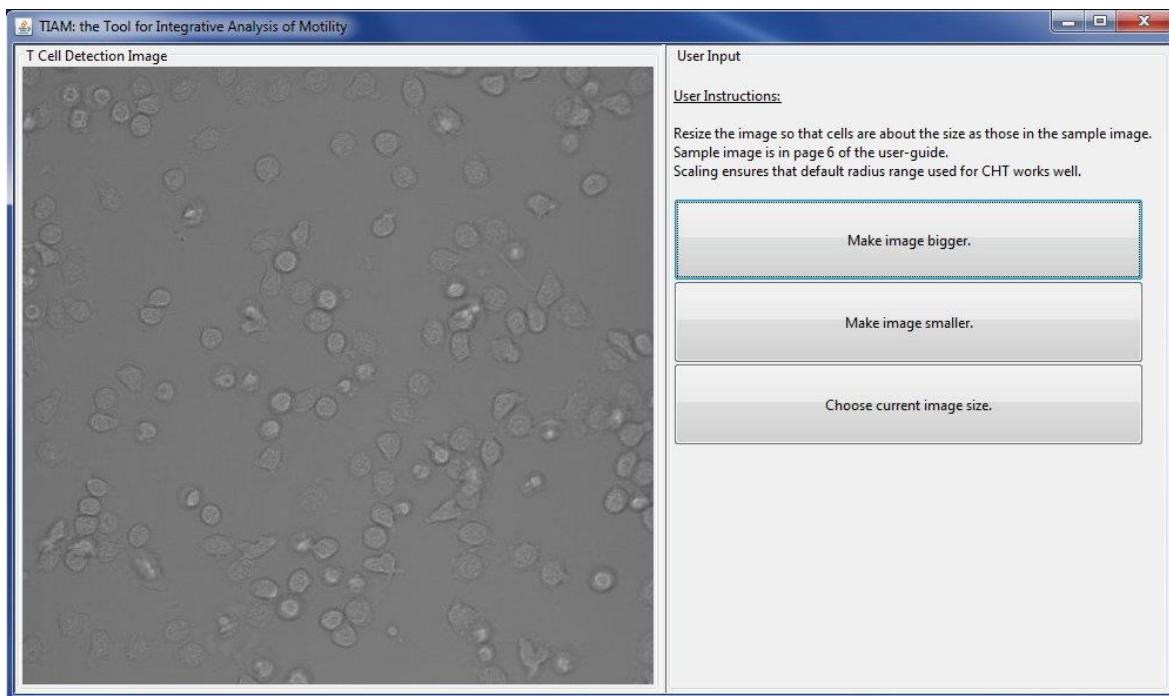 TIAM: the Tool for Integrative Analysis of Motility
T Cell Detection Image
User Input
User Instructions:
Resize the image so that cells are about the size as those in the sample image.
Sample image is in page 6 of the user-guide.
Scaling ensures that default radius range used for CHT works well.
Make image bigger.
Make image smaller.
Choose current image size.